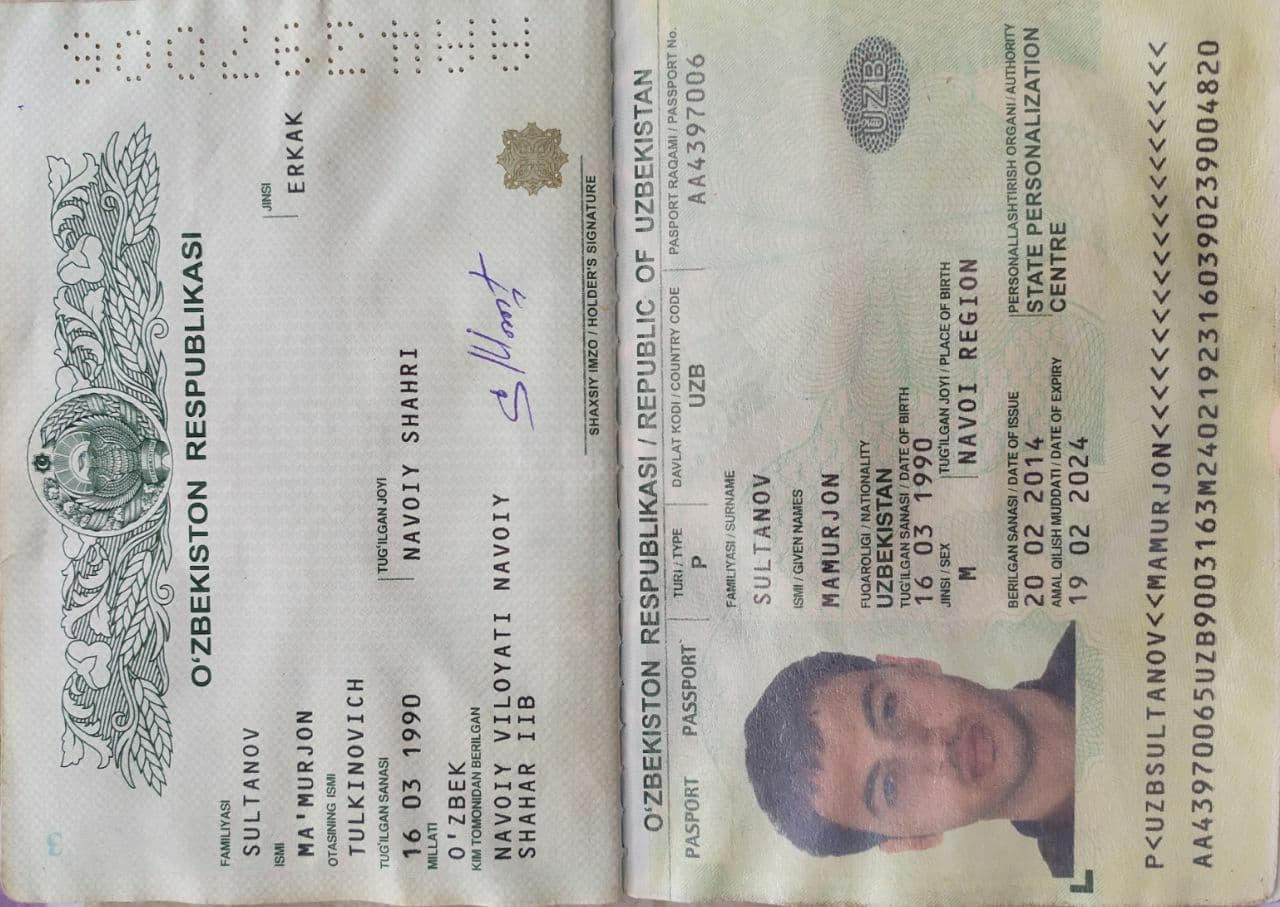 O'ZBEKISTON RESPUBLIKASI
FAMILIYASI
SULTANOV
ISMI
MA'MURJON
JINSI
ERKAK
OTASINING ISMI
TULKINOVICH
TUG'ILGAN SANASI
16 03 1990
TUG'ILGAN JOYI
NAVOIY SHAHRI
MILLATI
O'ZBEK
KIM TOMONIDAN BERILGAN
NAVOIY VILOYATI NAVOIY
SHAHAR IIB
SHAXSIY IMZO / HOLDER'S SIGNATURE
3
O'ZBEKISTON RESPUBLIKASI / REPUBLIC OF UZBEKISTAN
PASPORT PASSPORT
TURI / TYPE
P
DAVLAT KODI / COUNTRY CODE
UZB
PASPORT RAQAMI / PASSPORT No.
AA4397006
FAMILIYASI / SURNAME
SULTANOV
ISMI / GIVEN NAMES
MAMURJON
FUQAROLIGI / NATIONALITY
UZBEKISTAN
UZB
TUG'ILGAN SANASI / DATE OF BIRTH
16 03 1990
JINSI / SEX
M
TUG'ILGAN JOYI / PLACE OF BIRTH
NAVOI REGION
BERILGAN SANASI / DATE OF ISSUE
20 02 2014
AMAL QILISH MUDDATI / DATE OF EXPIRY
19 02 2024
PERSONALLASHTIRISH ORGANI / AUTHORITY
STATE PERSONALIZATION
CENTRE
P<UZBSULTANOV<<MAMURJON<<<<<<<<<<<<<<<<<<<<<
AA43970065UZB9003163M24021923160390239004820